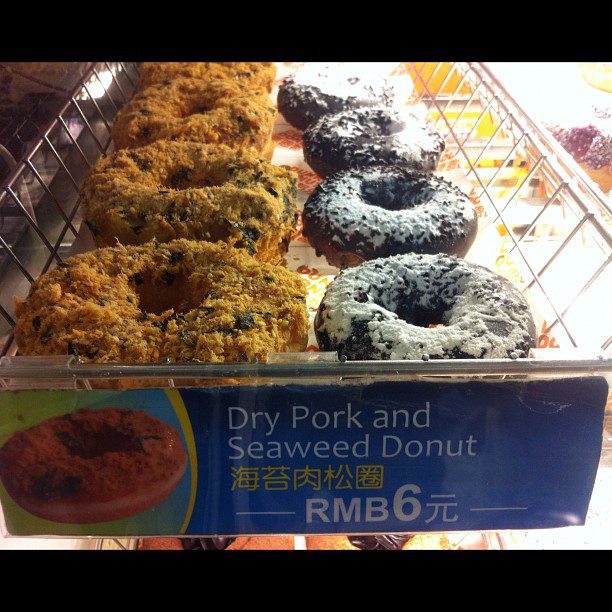 Dry Pork and
Seaweed Donut
海苔肉松圈
RMB6元